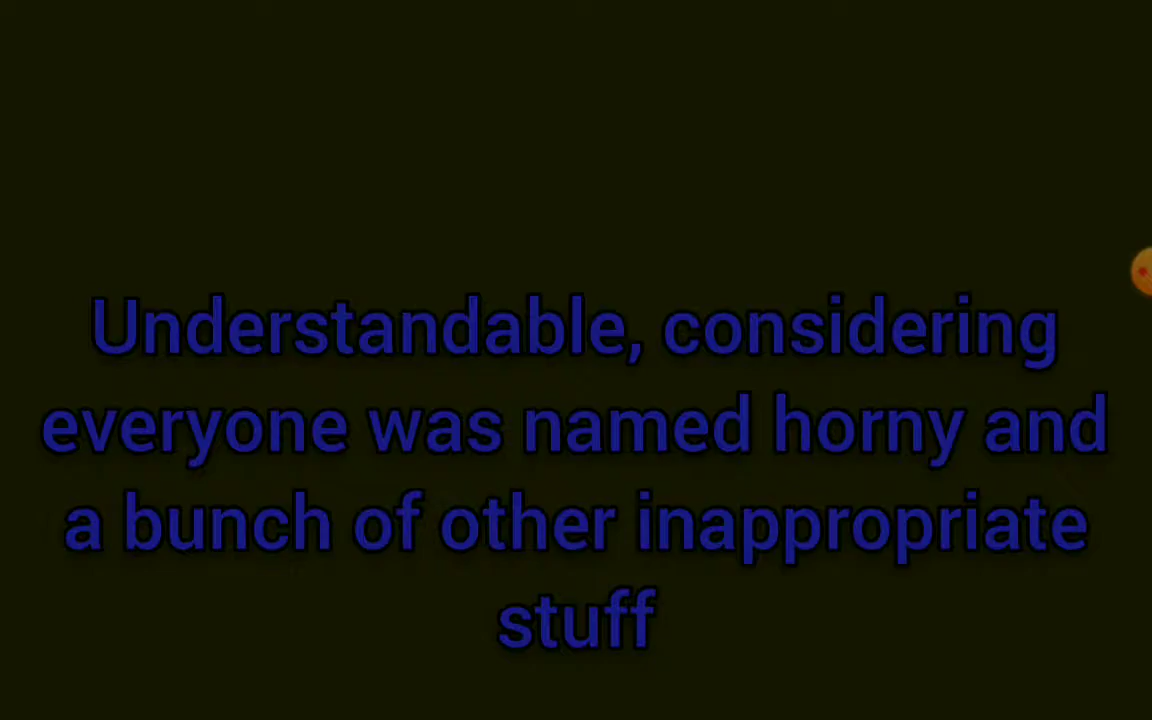 Understandable, considering
everyone was named horny and
a bunch of other inappropriate
stuff